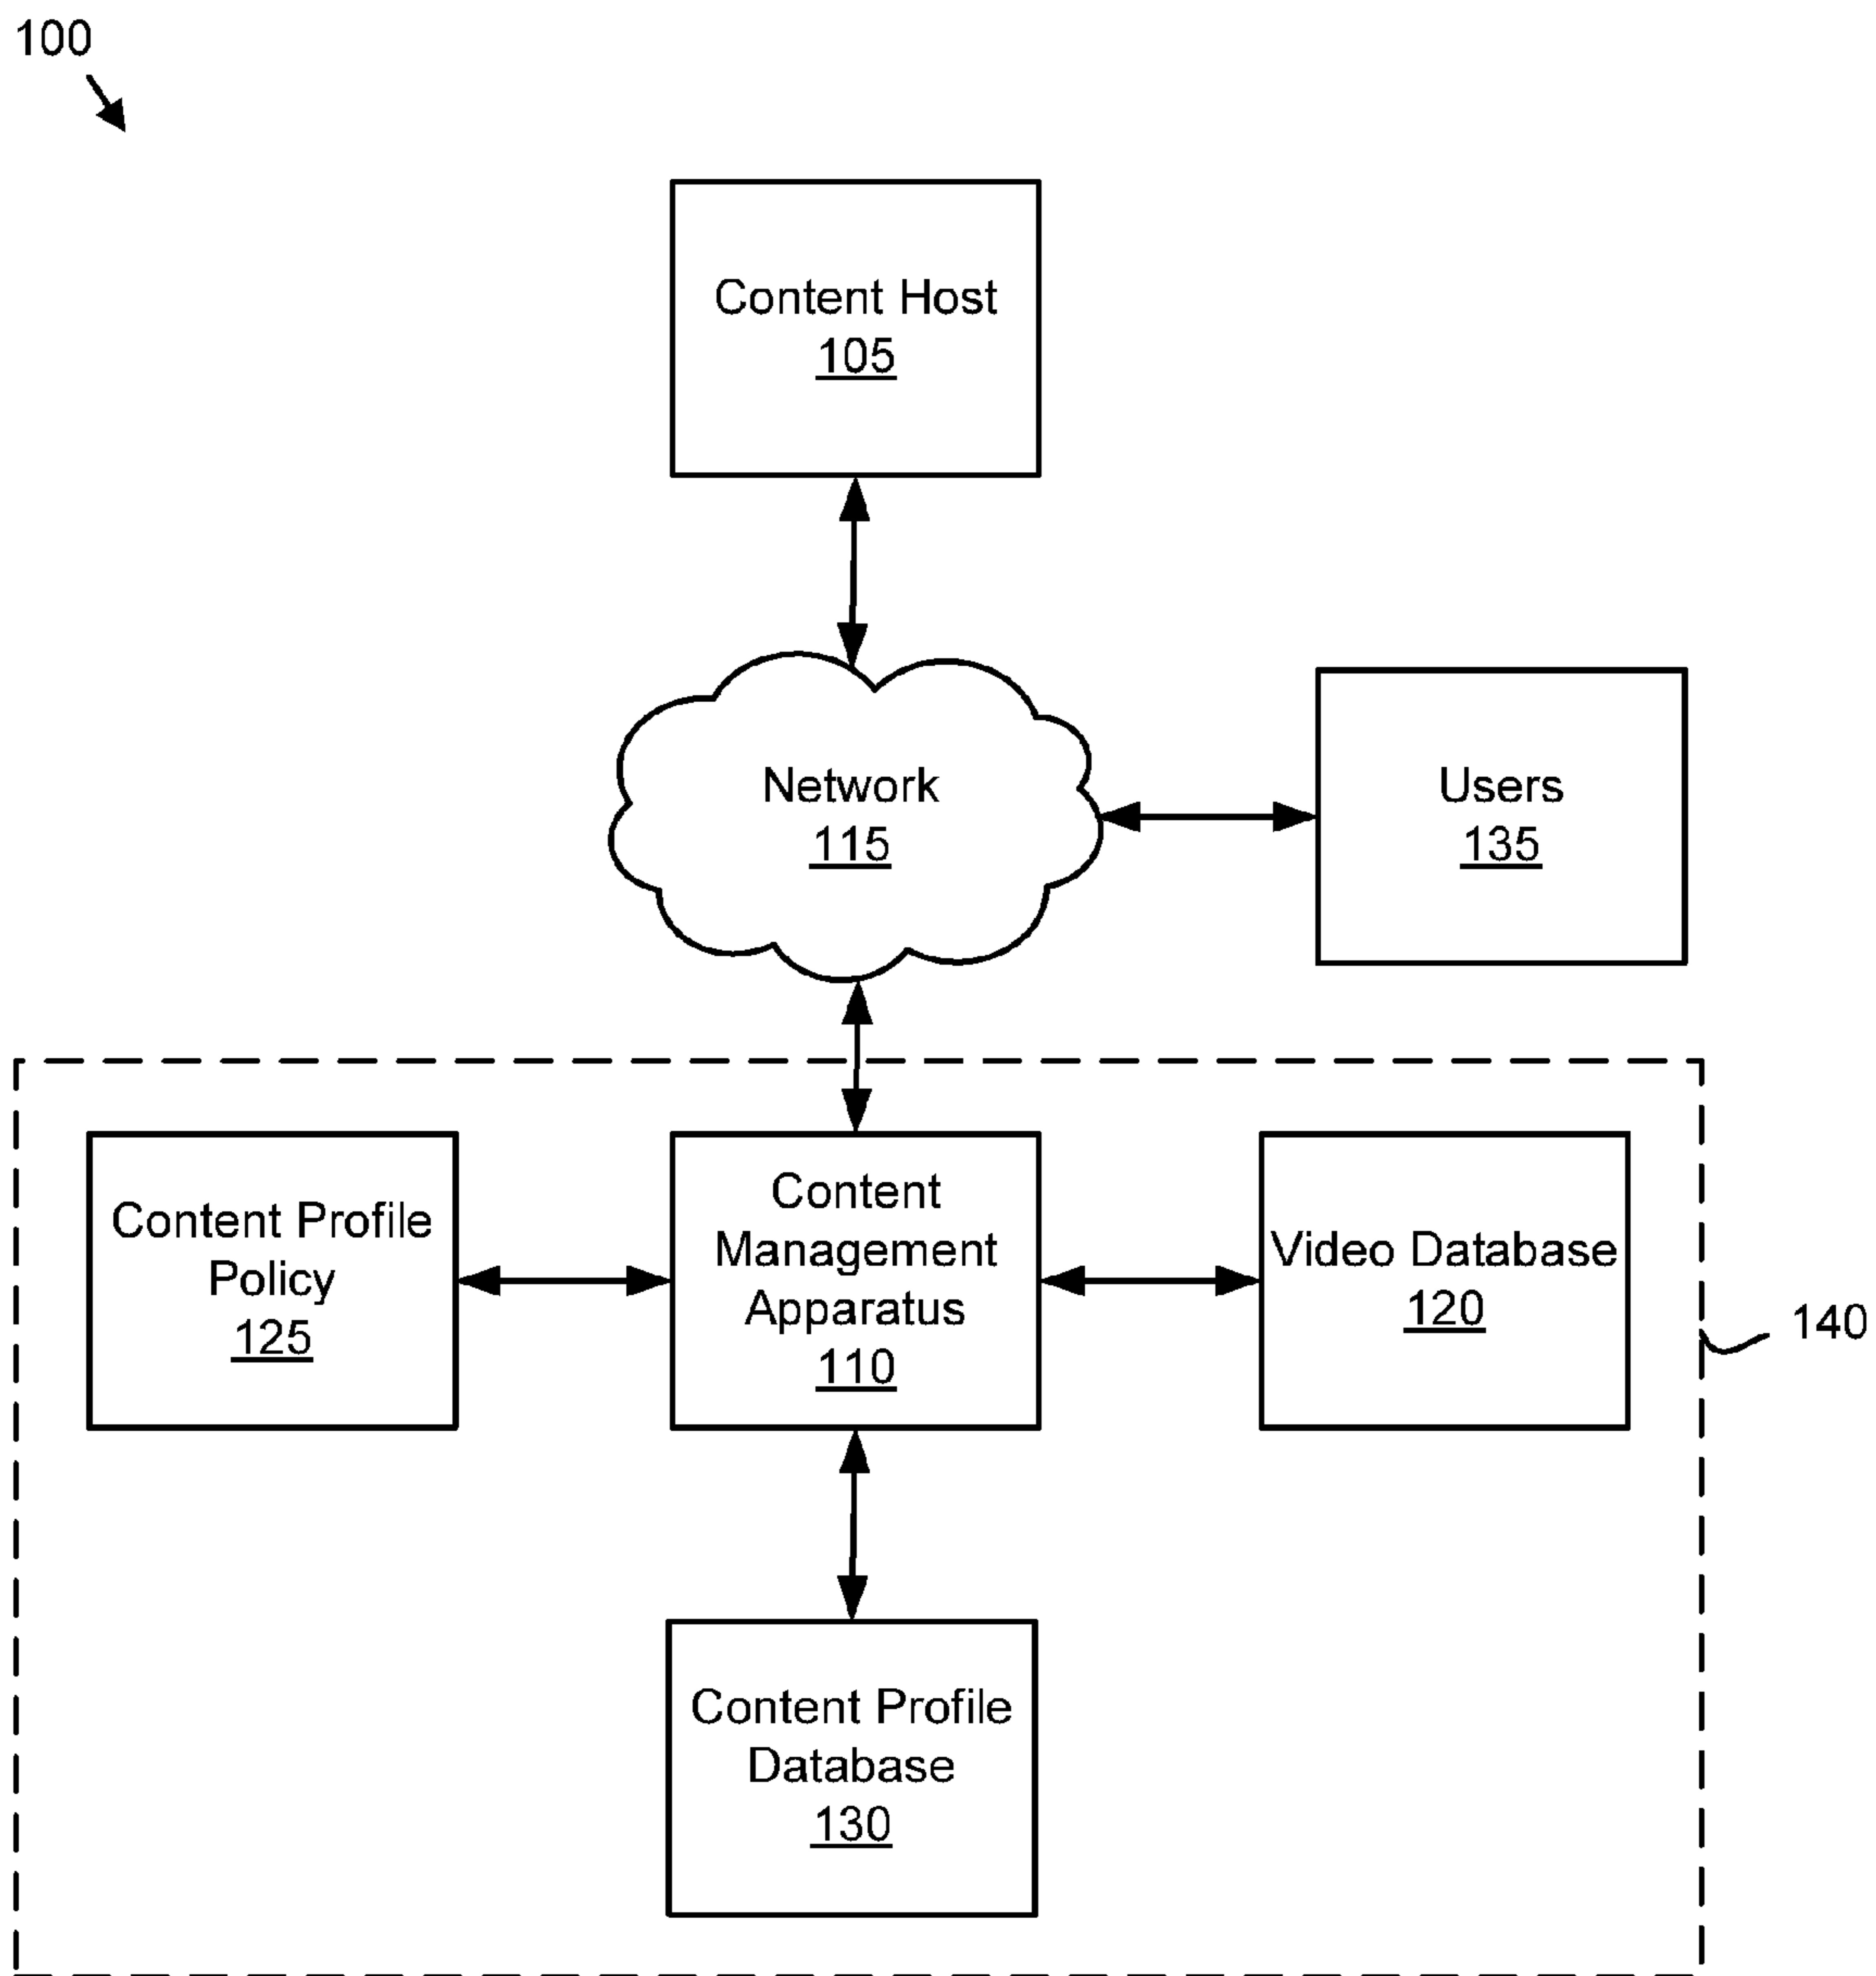 100
Content Host
105
Network
115
Users
135
Content Profile
Policy
125
Content
Management
Apparatus
110
Video Database
120
140
Content Profile
Database
130